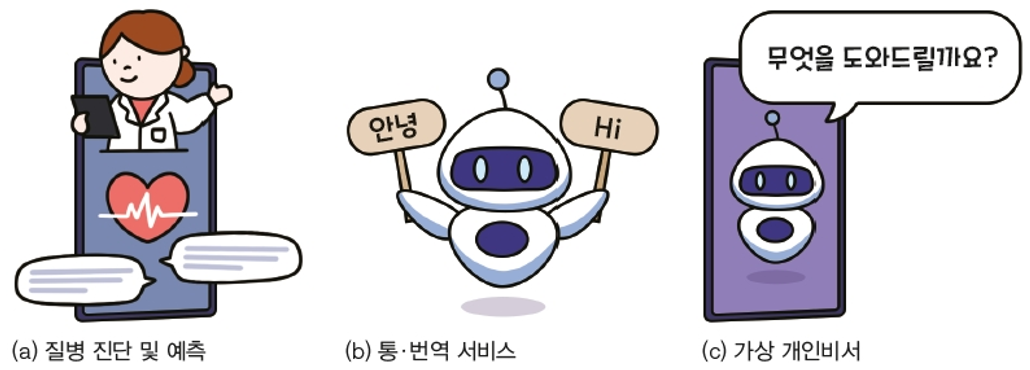 무엇을 도와드릴까요?
안녕
Hi
(a) 질병 진단 및 예측
(b) 통·번역 서비스
(c) 가상 개인비서